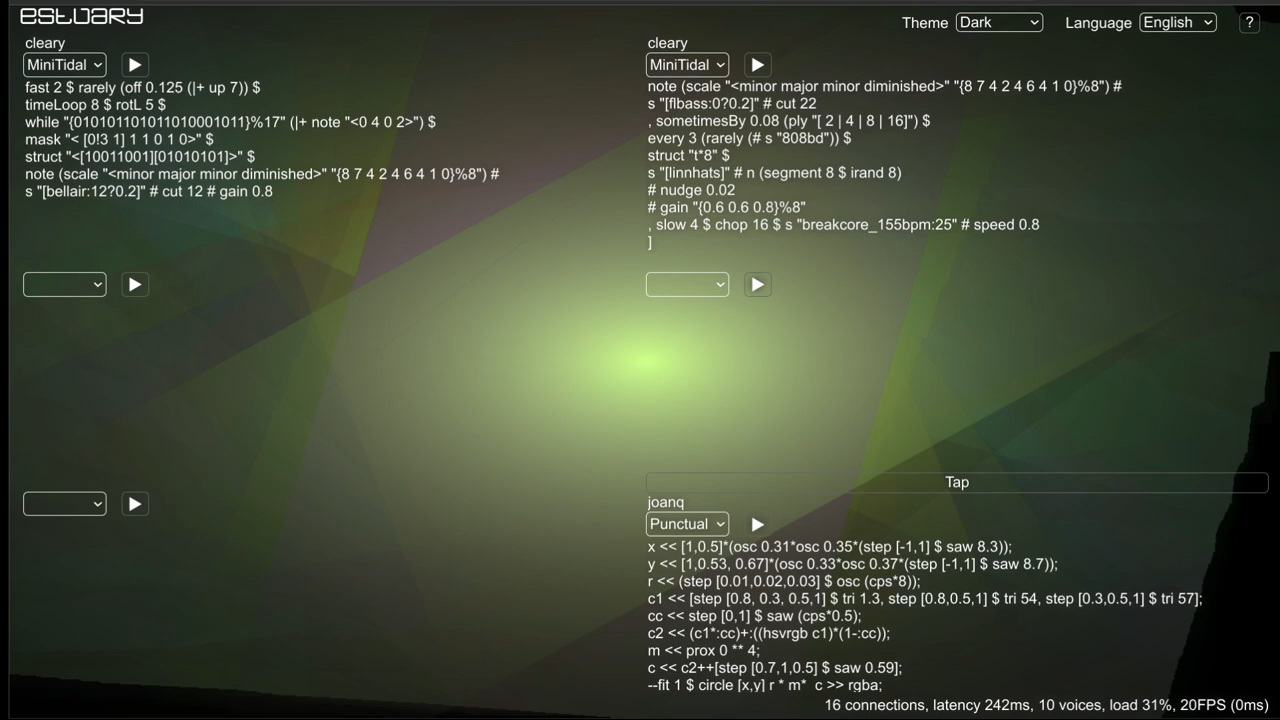 estuary
Theme Dark Language English ?
cleary
MiniTidal
fast 2 $ rarely (off 0.125 (|+ up 7)) $
timeLoop 8 $ rotL 5 $
while "{010101101011010001011}%17" (|+ note "<0 4 0 2>") $
mask "< [0!3 1] 1 1 0 1 0>" $
struct "<[10011001][01010101]>" $
note (scale "<minor major minor diminished>" "{8 7 4 2 4 6 4 1 0}%8") #
s "[bellair:12?0.2]" # cut 12 # gain 0.8
cleary
MiniTidal
note (scale "<minor major minor diminished>" "{8 7 4 2 4 6 4 1 0}%8") #
s "[flbass:0?0.2]" # cut 22
, sometimesBy 0.08 (ply "[ 2 | 4 | 8 | 16]") $
every 3 (rarely (# s "808bd")) $
struct "t*8" $
s "[linnhats]" # n (segment 8 $ irand 8)
# nudge 0.02
# gain "{0.6 0.6 0.8}%8"
, slow 4 $ chop 16 $ s "breakcore_155bpm:25" # speed 0.8
]
Tap
joanq
Punctual
x << [1,0.5]*(osc 0.31*osc 0.35*(step [-1,1] $ saw 8.3));
y << [1,0.53, 0.67]*(osc 0.33*osc 0.37*(step [-1,1] $ saw 8.7));
r << (step [0.01,0.02,0.03] $ osc (cps*8));
c1 << [step [0.8, 0.3, 0.5,1] $ tri 1.3, step [0.8,0.5,1] $ tri 54, step [0.3,0.5,1] $ tri 57];
cc << step [0,1] $ saw (cps*0.5);
c2 << (c1*:cc)+:((hsvrgb c1)*(1-:cc));
m << prox 0 ** 4;
c << c2++[step [0.7,1,0.5] $ saw 0.59];
--fit 1 $ circle [x,y] r * m* c >> rgba;
16 connections, latency 242ms, 10 voices, load 31%, 20FPS (0ms)